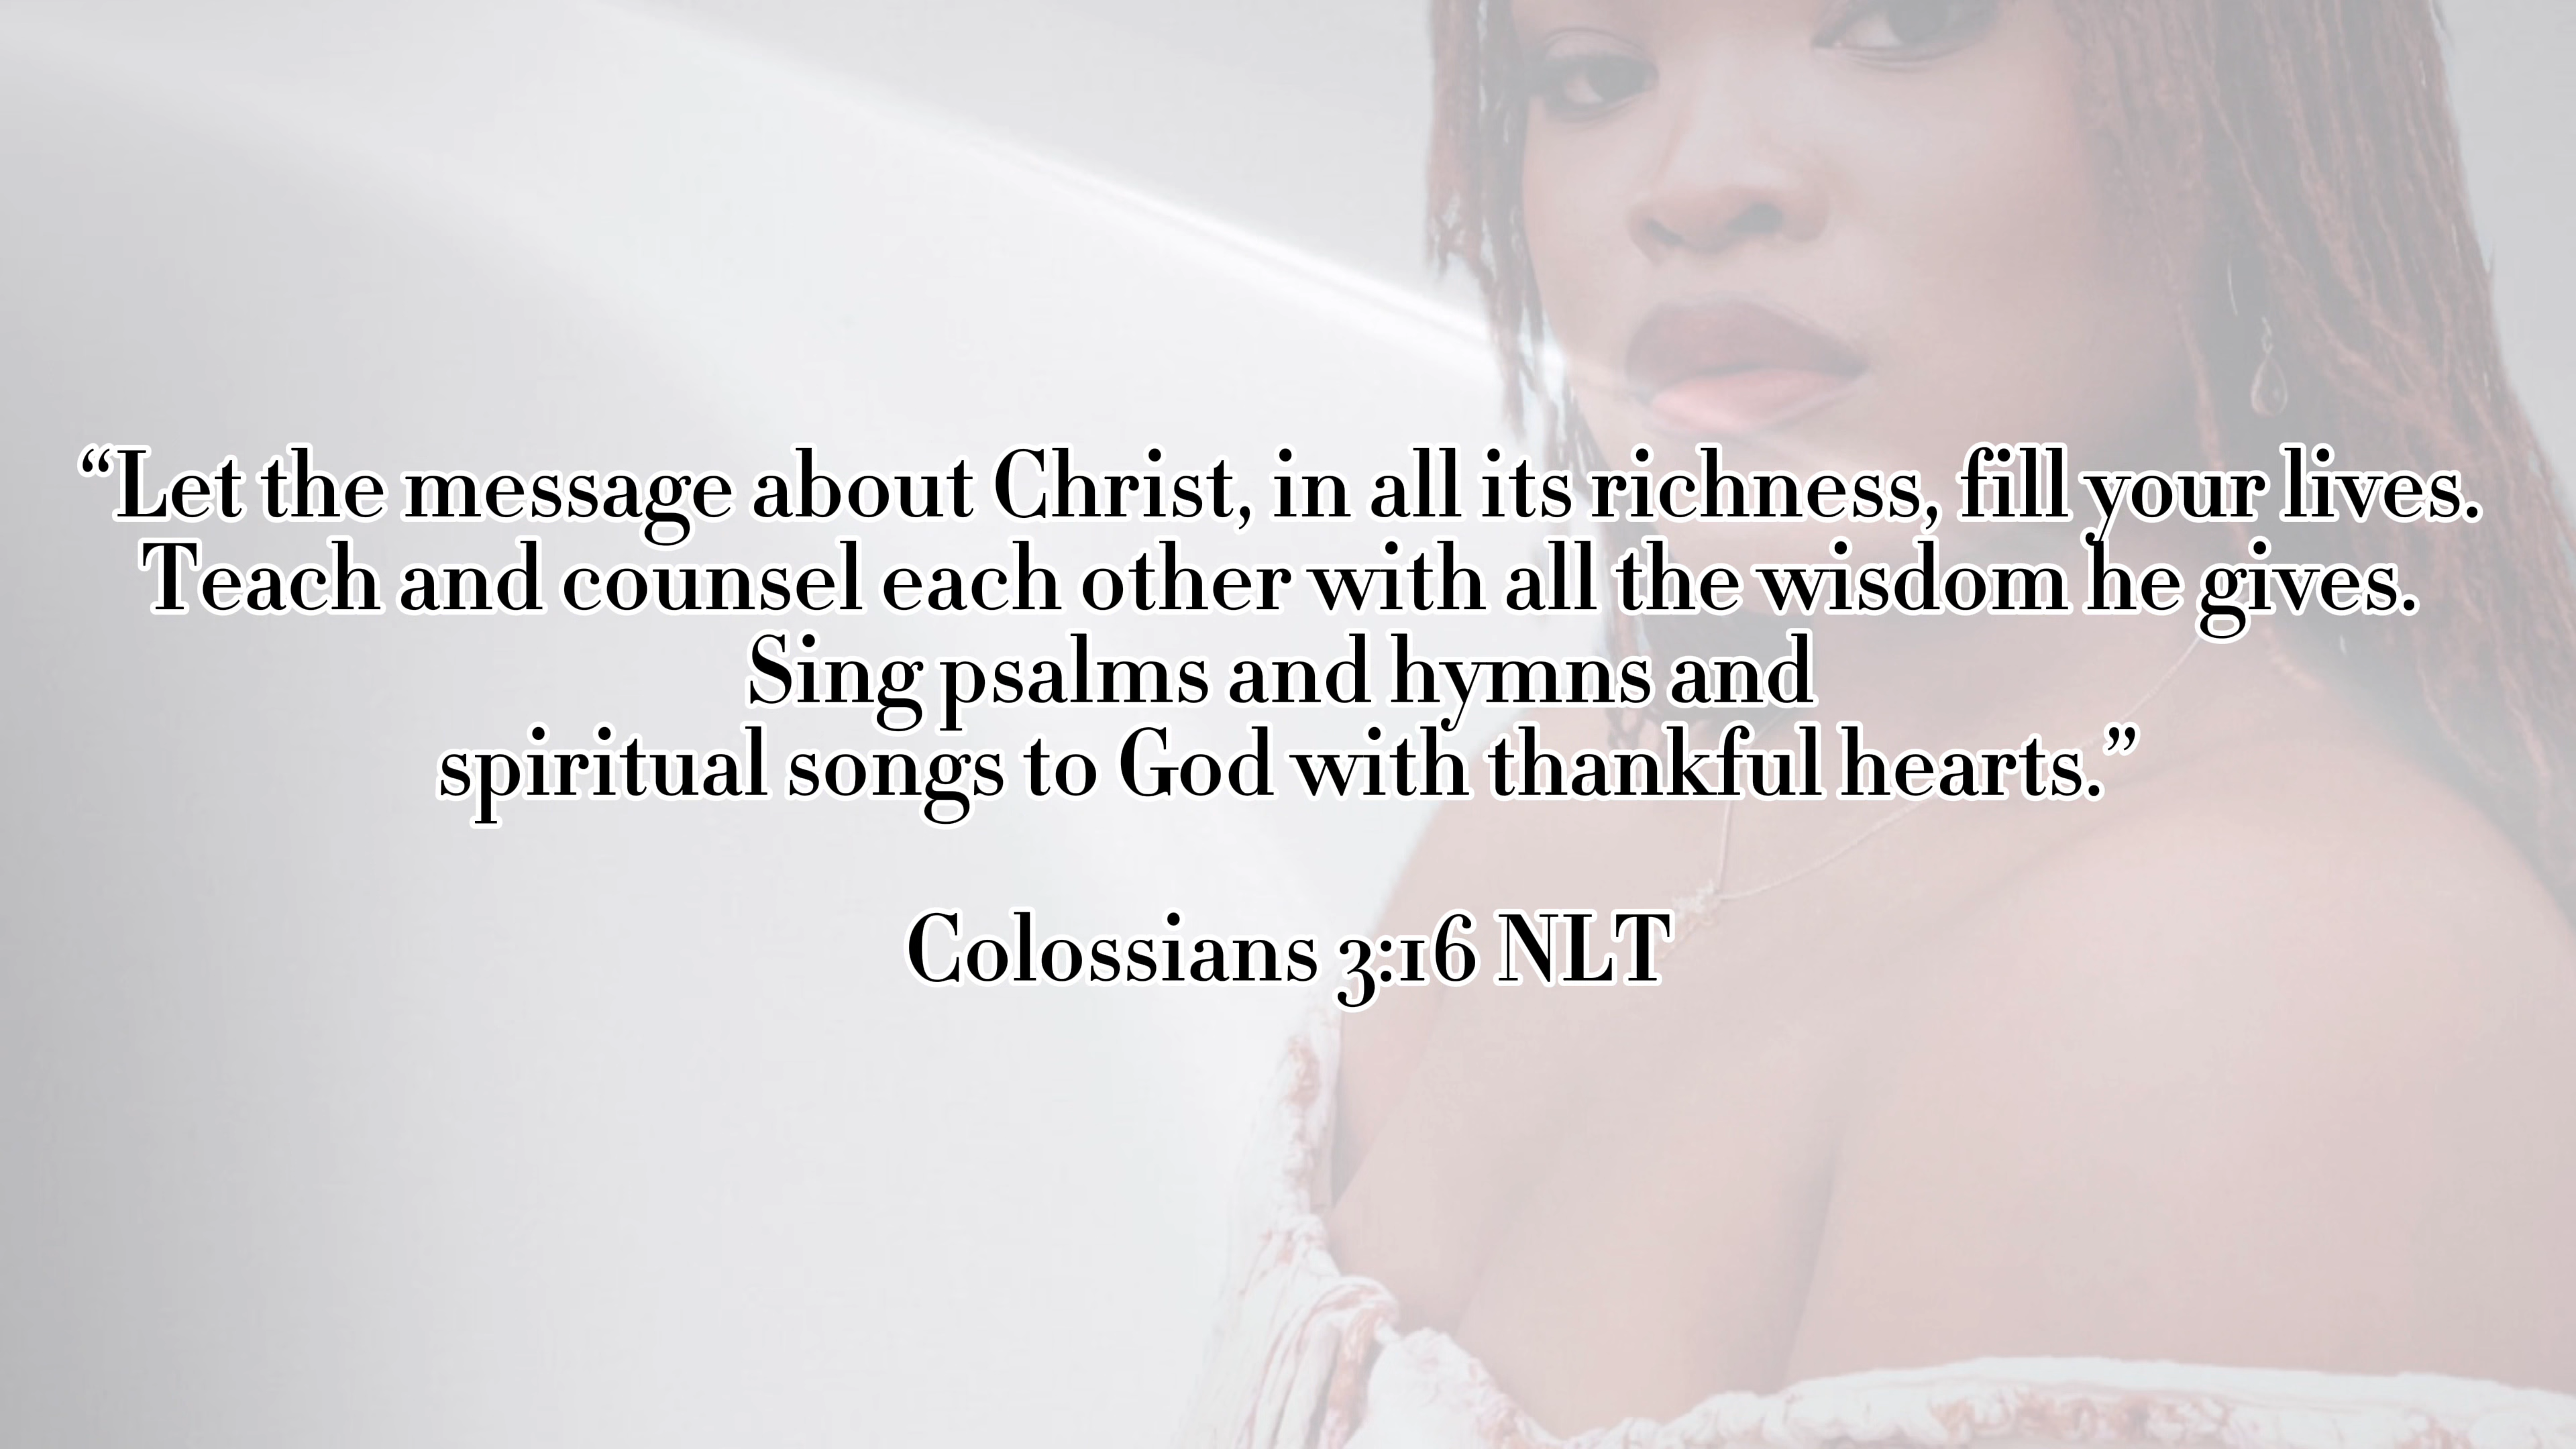 “Let the message about Christ, in all its richness, fill your lives.
Teach and counsel each other with all the wisdom he gives.
Sing psalms and hymns and
spiritual songs to God with thankful hearts.”
Colossians 3:16 NLT